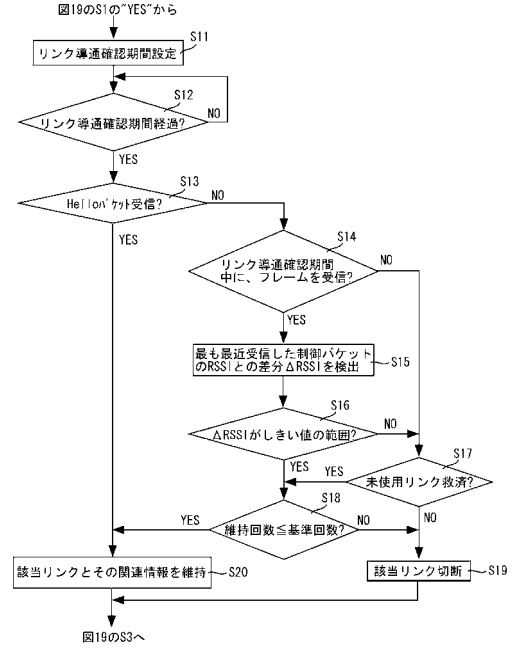 図19のS1の"YES"から
S11
リンク導通確認期間設定
S12
リンク導通確認期間経過?
NO
YES
S13
Helloパケット受信?
NO
YES
S14
リンク導通確認期間
中に、フレームを受信?
NO
YES
最も最近受信した制御パケット
のRSSIとの差分ΔRSSIを検出
S15
S16
ΔRSSIがしきい値の範囲?
NO
YES
S17
未使用リンク救済?
YES
NO
S18
維持回数≦基準回数?
YES
NO
該当リンクとその関連情報を維持
S20
該当リンク切断
S19
図19のS3へ